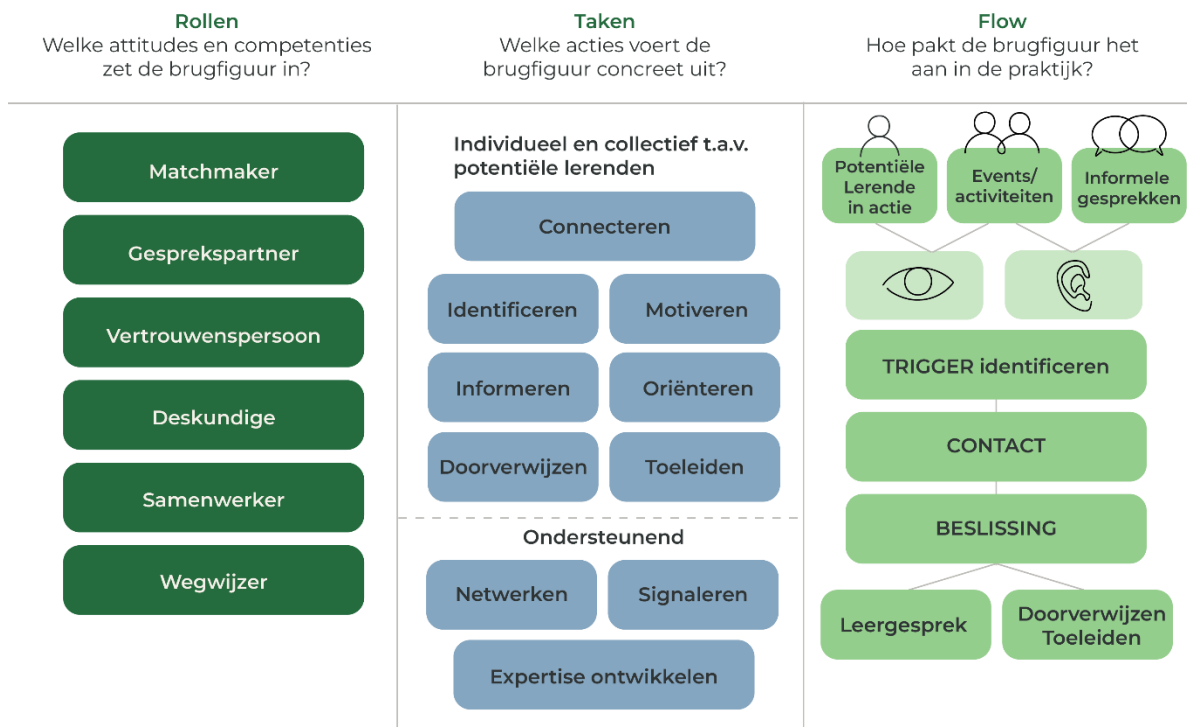 Rollen
Welke attitudes en competenties
zet de brugfiguur in?
Matchmaker
Gesprekspartner
Vertrouwenspersoon
Deskundige
Samenwerker
Wegwijzer
Taken
Welke acties voert de
brugfiguur concreet uit?
Individueel en collectief t.a.v.
potentiële lerenden
Connecteren
Identificeren
Motiveren
Informeren
Oriënteren
Doorverwijzen
Toeleiden
Ondersteunend
Netwerken
Signaleren
Expertise ontwikkelen
Flow
Hoe pakt de brugfiguur het
aan in de praktijk?
Potentiële
Lerende
in actie
Events/
activiteiten
Informele
gesprekken
TRIGGER identificeren
CONTACT
BESLISSING
Leergesprek
Doorverwijzen
Toeleiden